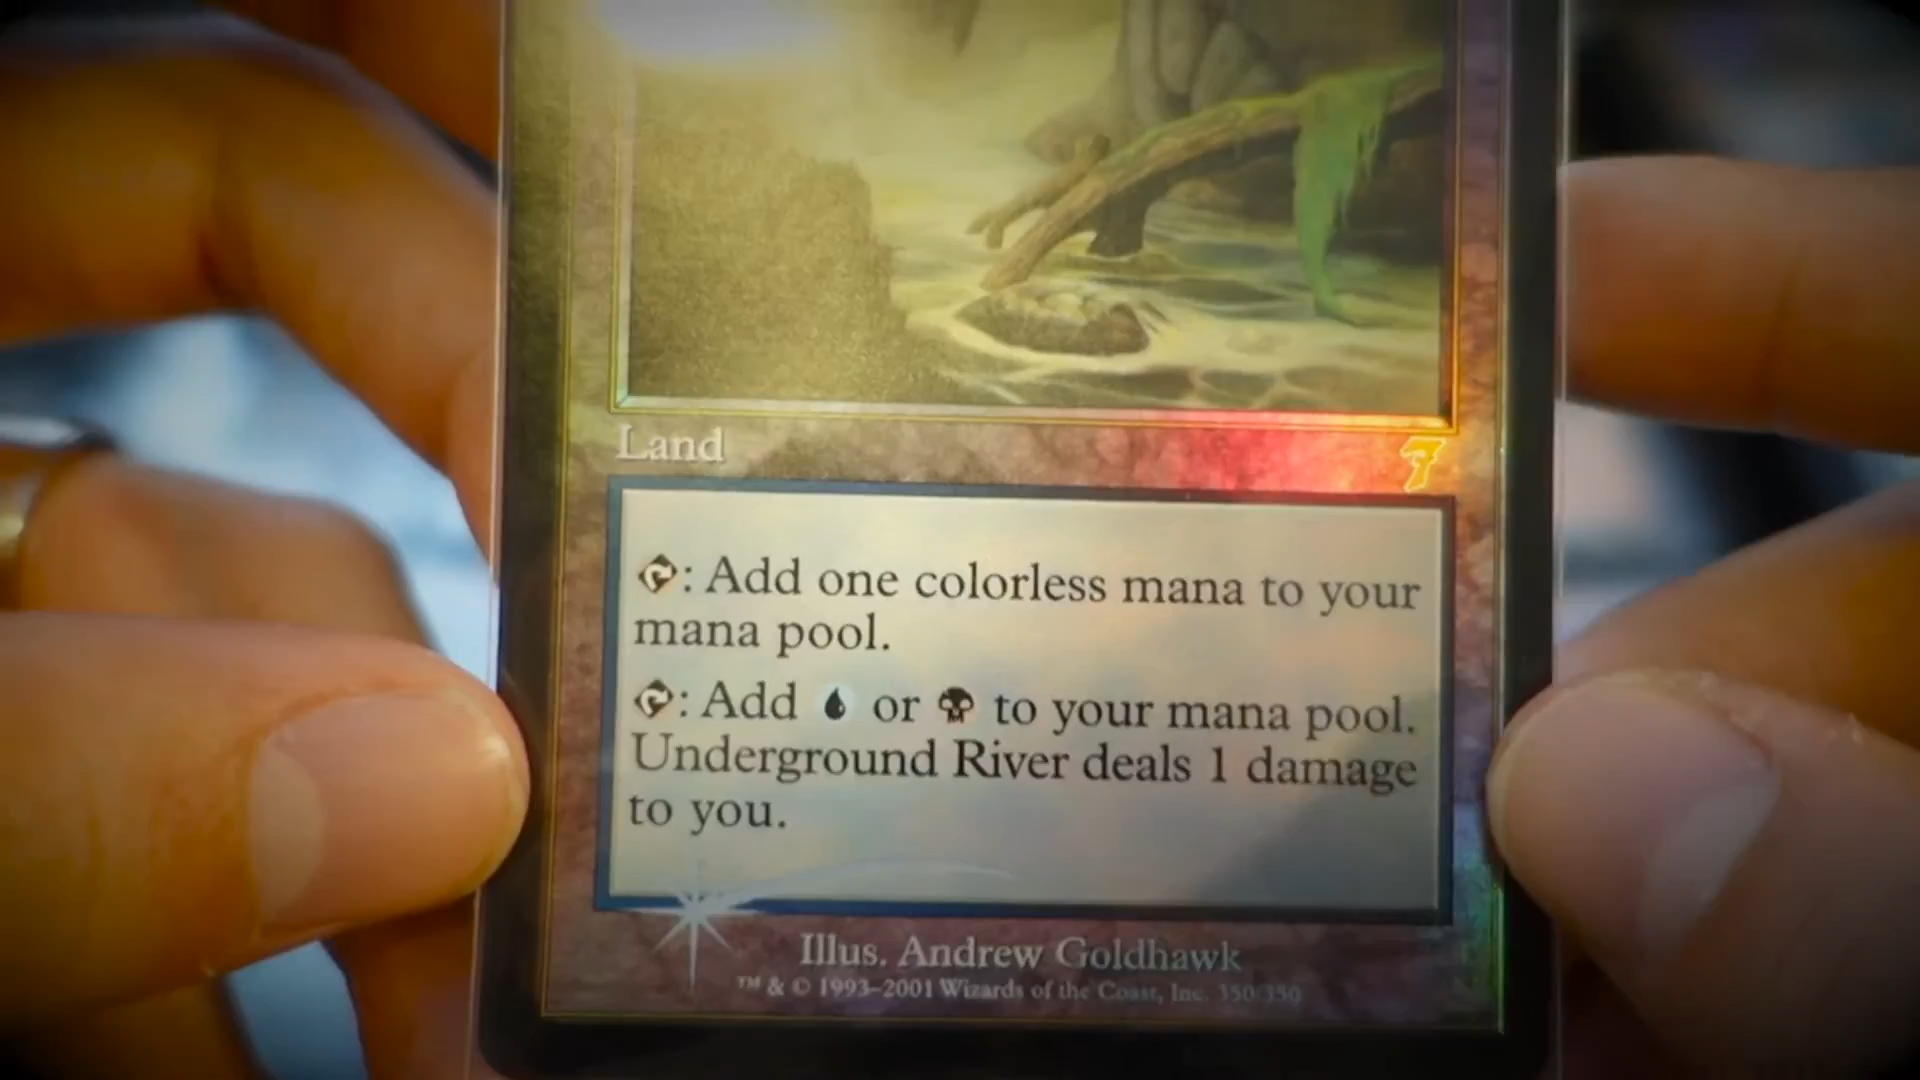 Land
7
: Add one colorless mana to your
mana pool.
: Add or to your mana pool.
Underground River deals 1 damage
to you.
Illus. Andrew Goldhawk
™ & © 1993–2001 Wizards of the Coast, Inc. 350/350